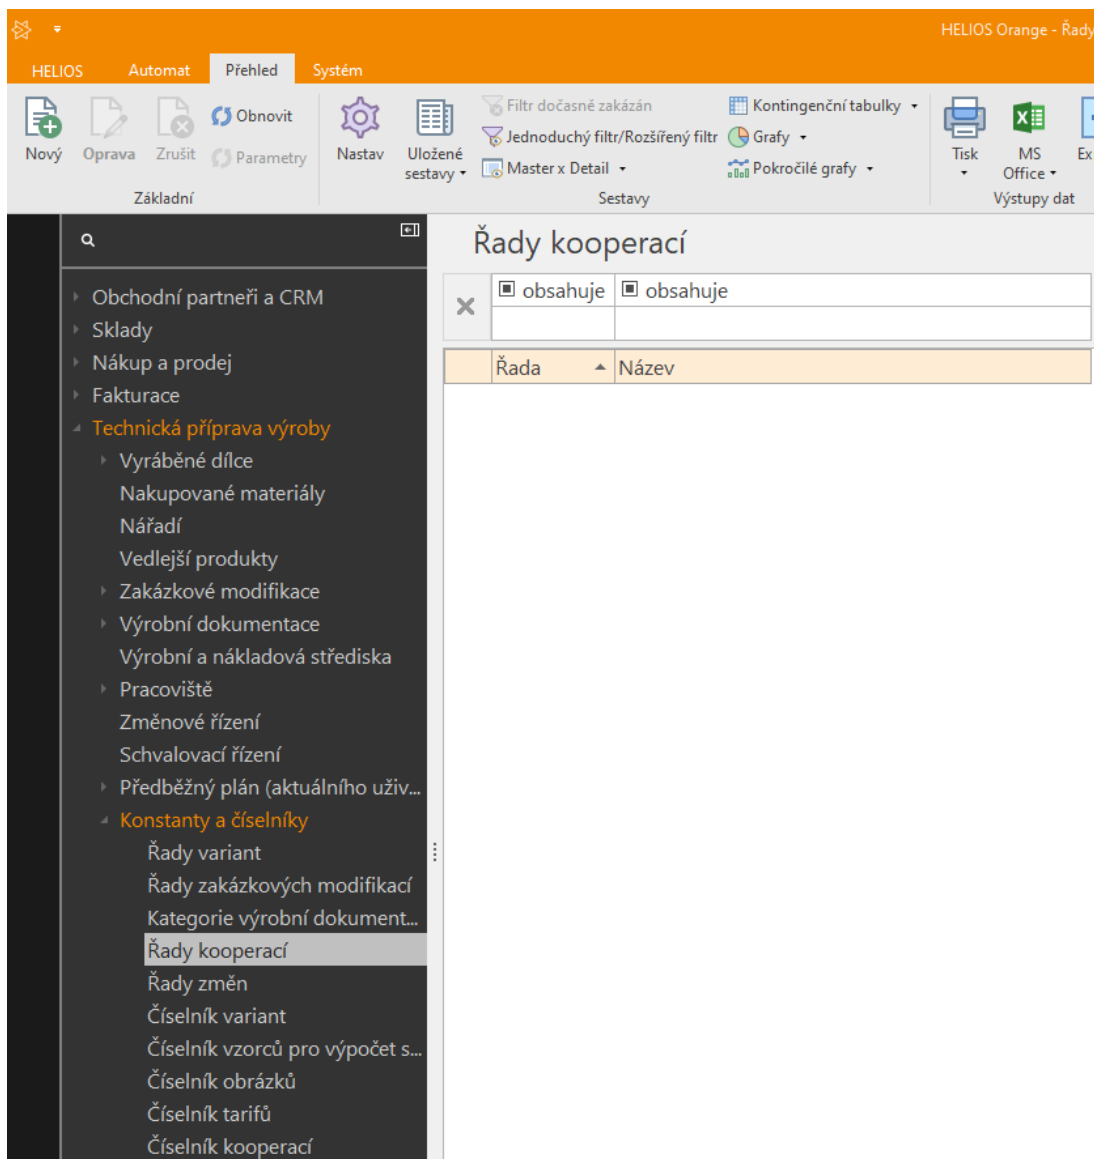 HELIOS Orange - Řady
HELIOS Automat Přehled Systém
Nový
Oprava
Zrušit
Obnovit
Parametry
Základní
Nastav
Uložené
sestavy
Filtr dočasně zakázán
Jednoduchý filtr/Rozšířený filtr
Master x Detail
Kontingenční tabulky
Grafy
Pokročilé grafy
Sestavy
Tisk
MS
Office
Ex
Výstupy dat
Obchodní partneři a CRM
Sklady
Nákup a prodej
Fakturace
Technická příprava výroby
Vyráběné dílce
Nakupované materiály
Nářadí
Vedlejší produkty
Zakázkové modifikace
Výrobní dokumentace
Výrobní a nákladová střediska
Pracoviště
Změnové řízení
Schvalovací řízení
Předběžný plán (aktuálního uživ...
Konstanty a číselníky
Řady variant
Řady zakázkových modifikací
Kategorie výrobní dokument...
Řady kooperací
Řady změn
Číselník variant
Číselník vzorců pro výpočet s...
Číselník obrázků
Číselník tarifů
Číselník kooperací
Řady kooperací
obsahuje obsahuje
Řada Název